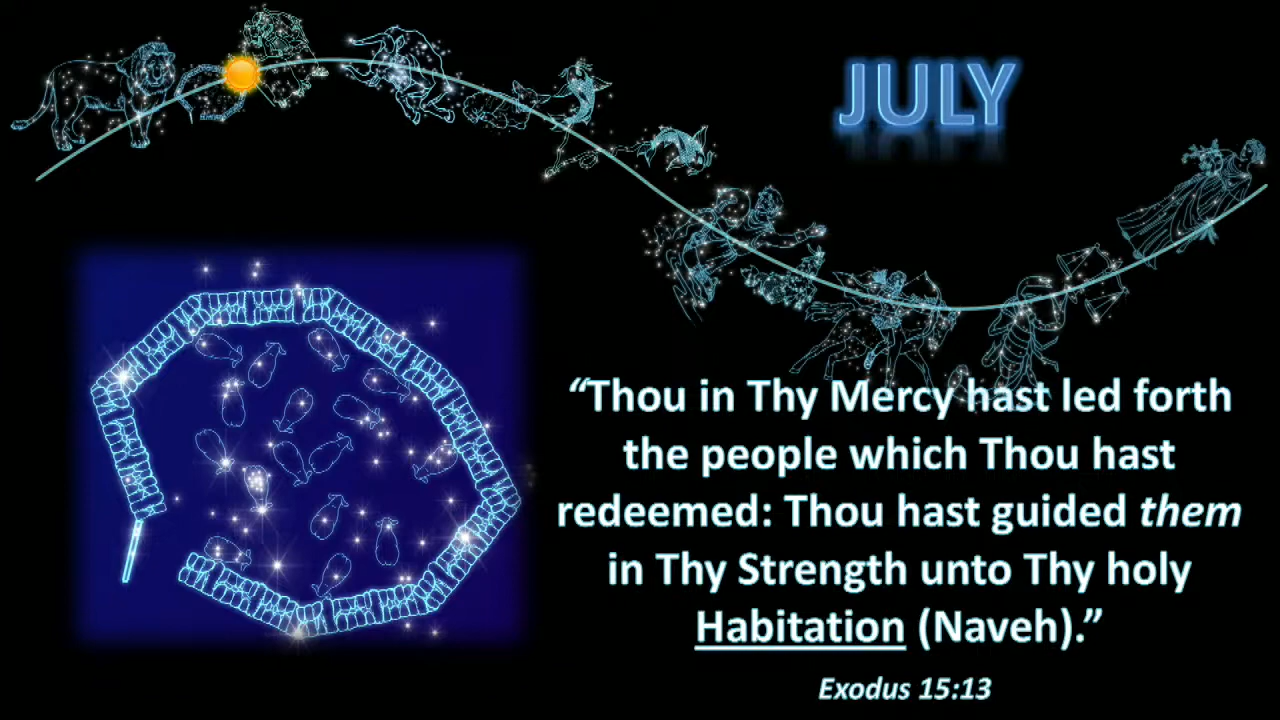 JULY
“Thou in Thy Mercy hast led forth
the people which Thou hast
redeemed: Thou hast guided them
in Thy Strength unto Thy holy
Habitation (Naveh).”
Exodus 15:13